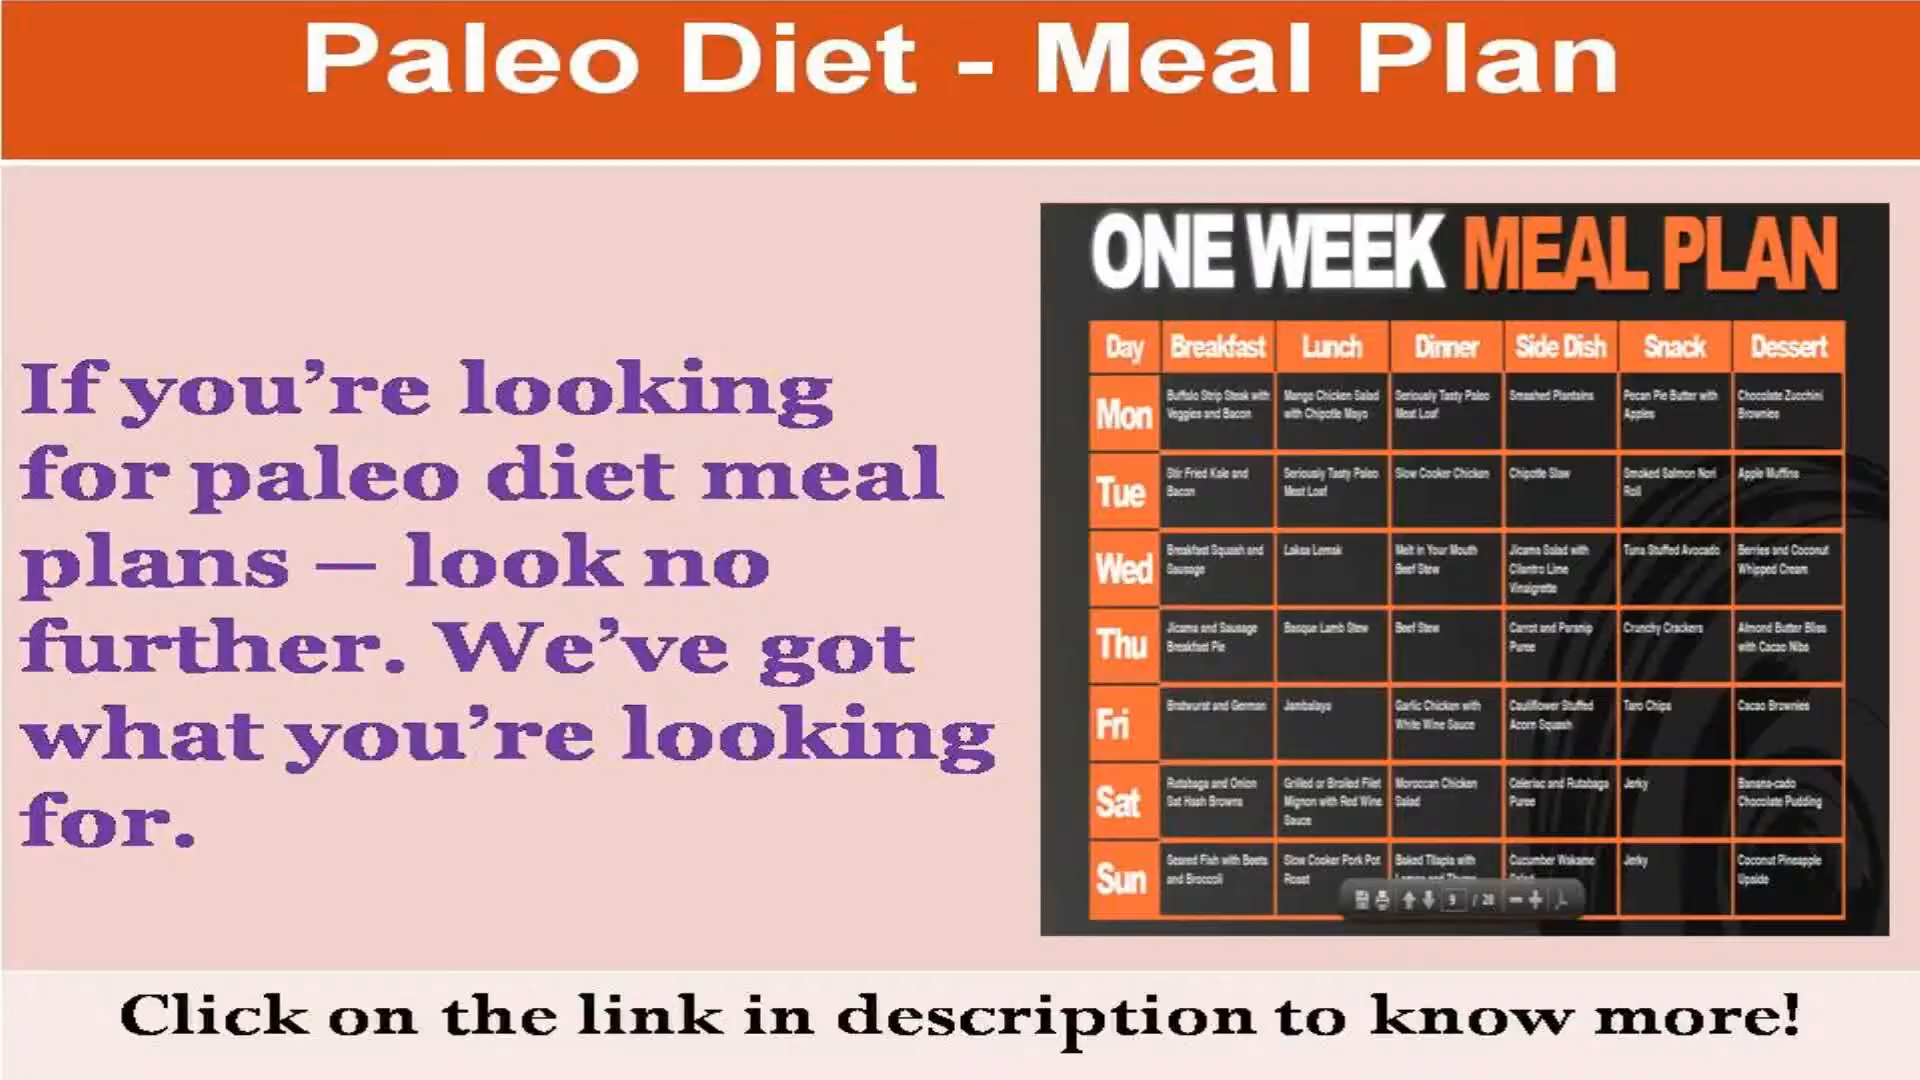 Paleo Diet - Meal Plan
If you’re looking
for paleo diet meal
plans – look no
further. We’ve got
what you’re looking
for.
ONE WEEK MEAL PLAN
Day Breakfast Lunch Dinner Side Dish Snack Dessert
Mon
Buffalo Strip Steak with Mango Chicken Salad Seriously Tasty Paleo Smashed Plantains Pecan Pie Butter with Chocolate Zucchini
Veggies and Bacon with Chipotle Mayo Meat Loaf Apples Brownies
Tue
Stir Fried Kale and Seriously Tasty Paleo Slow Cooker Chicken Chipotle Slaw Smoked Salmon Nori Apple Muffins
Bacon Meat Loaf Roll
Wed
Breakfast Squash and Laksa Lemak Melt in Your Mouth Jicama Salad with Tuna Stuffed Avocado Berries and Coconut
Sausage Beef Stew Cilantro Lime Whipped Cream
Vinaigrette
Thu
Jicama and Sausage Basque Lamb Stew Beef Stew Carrot and Parsnip Crunchy Crackers Almond Butter Bliss
Breakfast Pie Puree with Cacao Nibs
Fri
Bratwurst and German Jambalaya Garlic Chicken with Cauliflower Stuffed Taro Chips Cacao Brownies
White Wine Sauce Acorn Squash
Sat
Rutabaga and Onion Grilled or Broiled Filet Moroccan Chicken Celeriac and Rutabaga Jerky Banana-cado
Sat Hash Browns Mignon with Red Wine Salad Puree Chocolate Pudding
Sauce
Sun
Seared Fish with Beets Slow Cooker Pork Pot Baked Tilapia with Cucumber Wakame Jerky Coconut Pineapple
and Broccoli Roast Upside
9 / 28
Click on the link in description to know more!